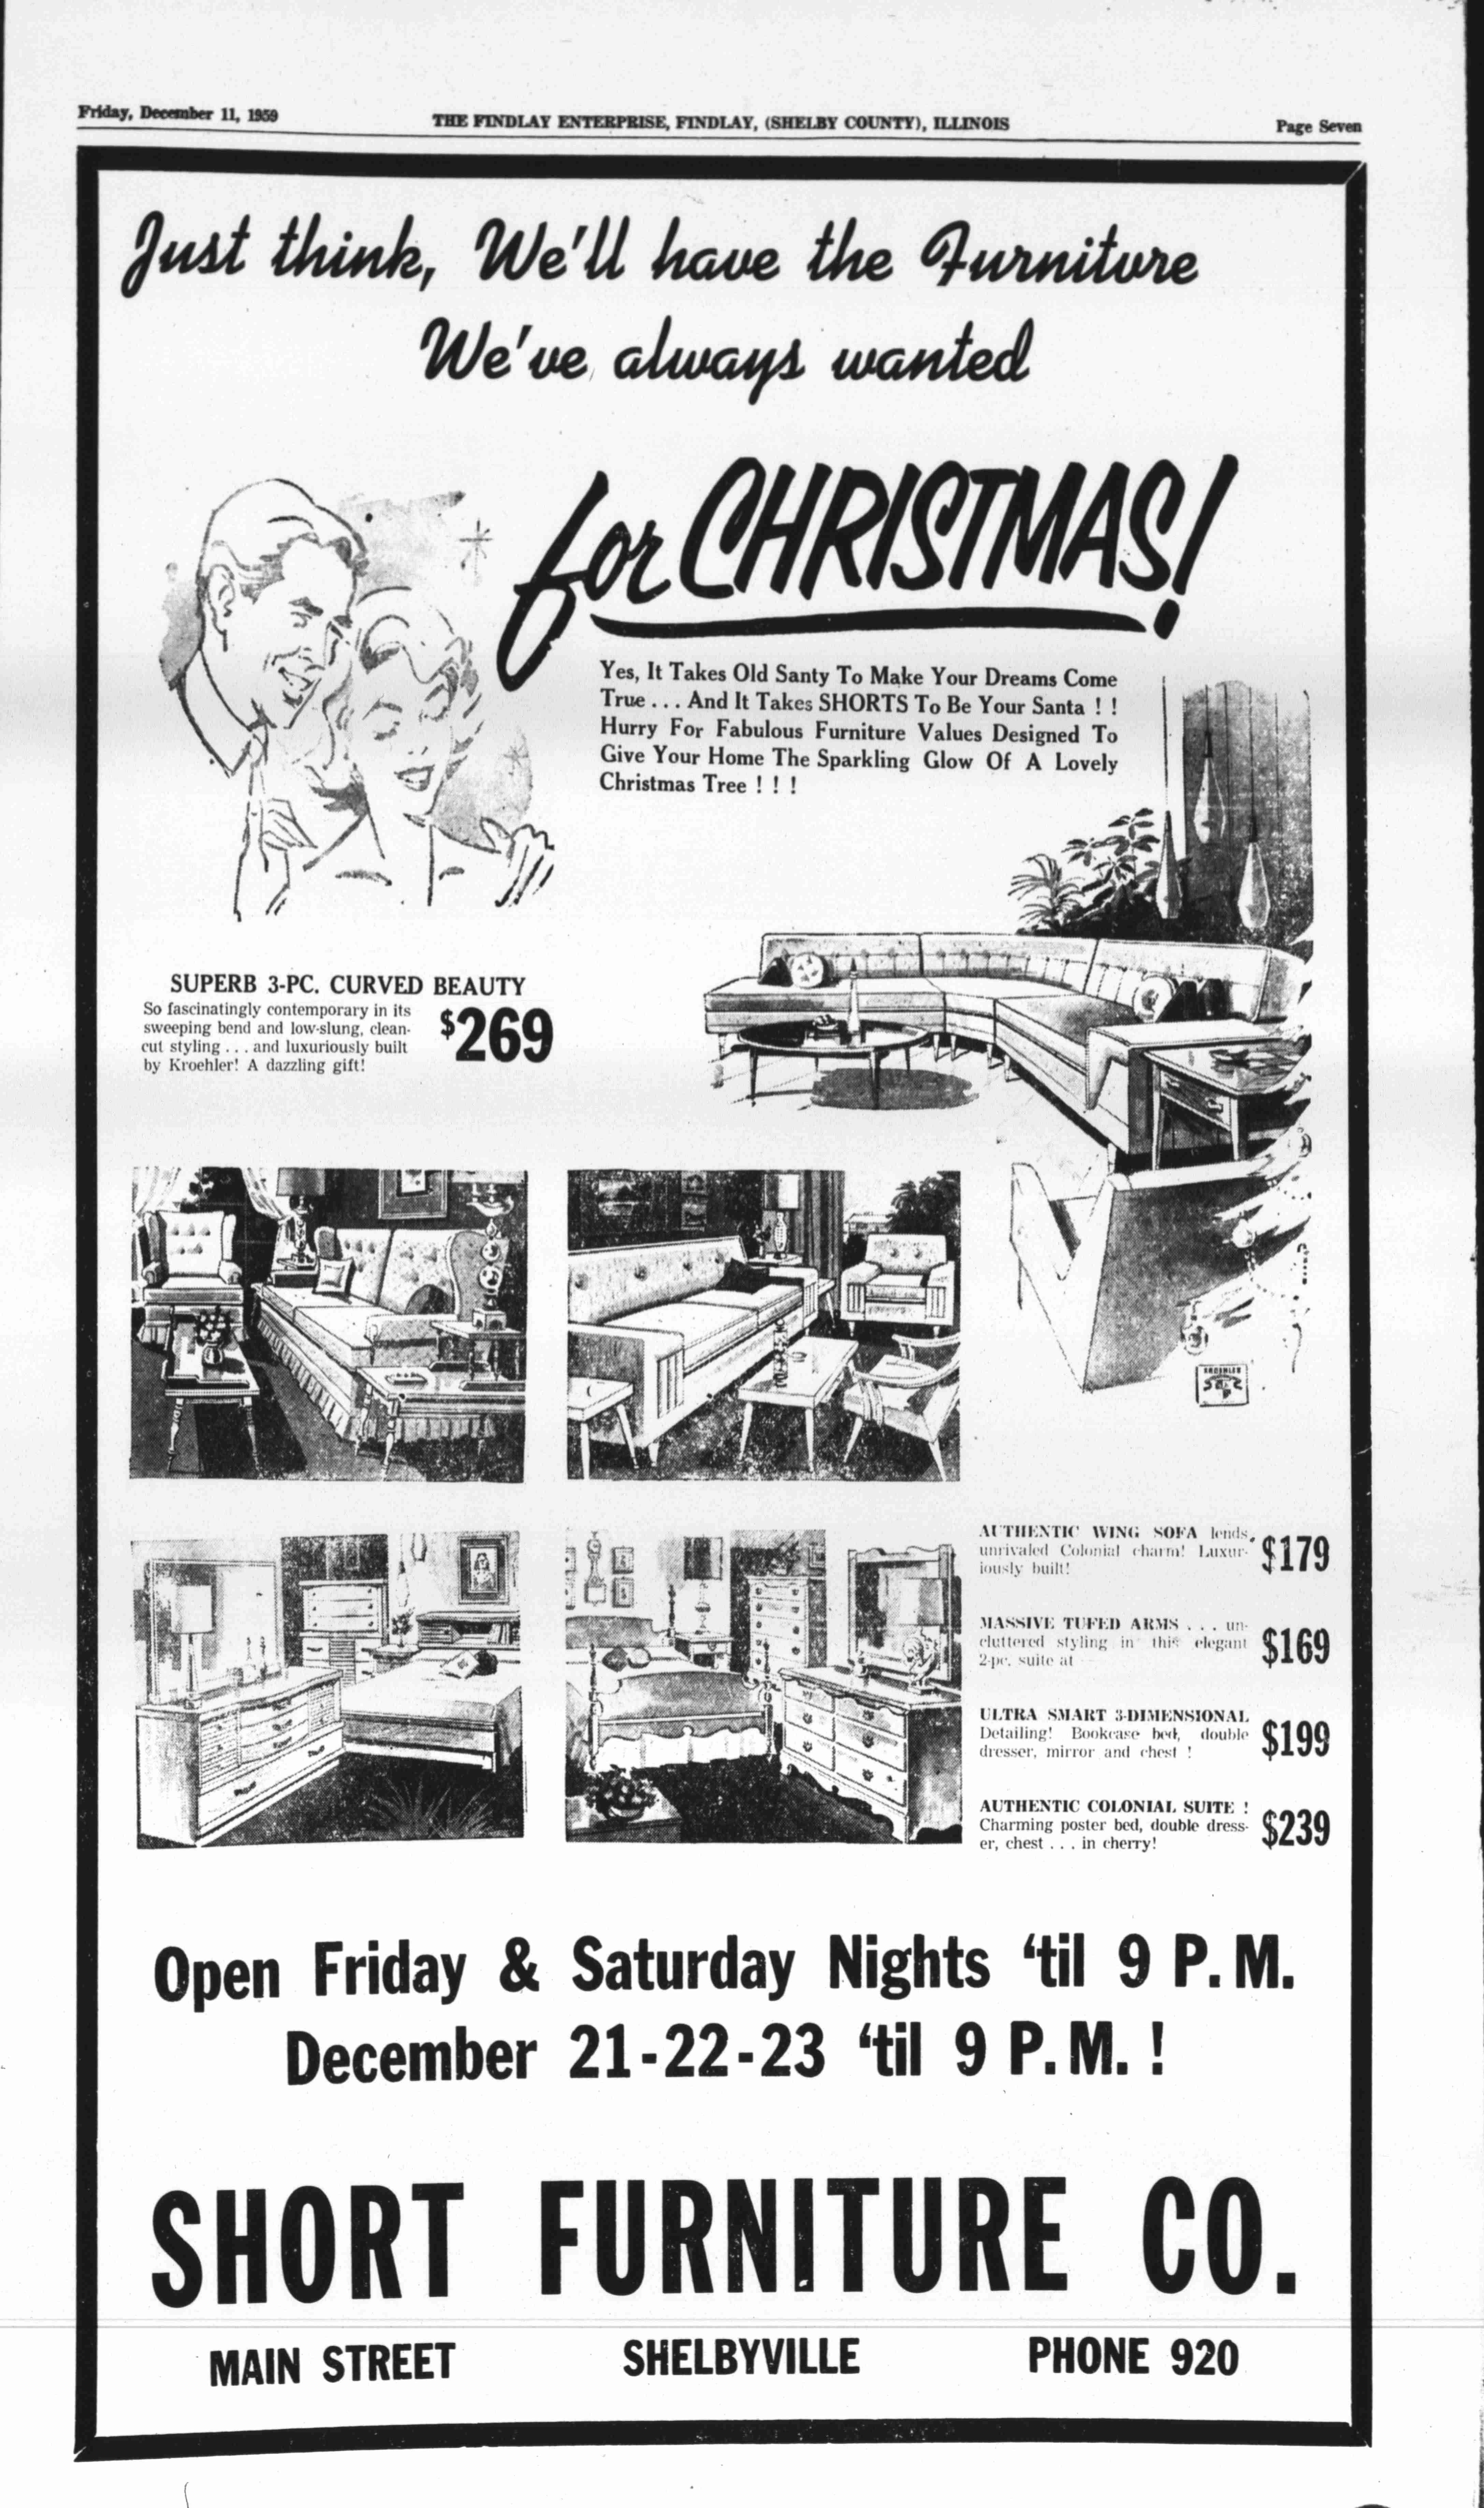 Friday, December 11, 1959
THE FINDLAY ENTERPRISE, FINDLAY, (SHELBY COUNTY), ILLINOIS
Page Seven
Just think, We'll have the Furniture
We've always wanted
for CHRISTMAS!
Yes, It Takes Old Santy To Make Your Dreams Come
True . . . And It Takes SHORTS To Be Your Santa ! !
Hurry For Fabulous Furniture Values Designed To
Give Your Home The Sparkling Glow Of A Lovely
Christmas Tree ! ! !
SUPERB 3-PC. CURVED BEAUTY
So fascinatingly contemporary in its
sweeping bend and low-slung, clean-
cut styling . . . and luxuriously built
by Kroehler! A dazzling gift!
$269
KROEHLER
AUTHENTIC WING SOFA lends
unrivaled Colonial charm! Luxur-
iously built!
$179
MASSIVE TUFED ARMS . . . un-
cluttered styling in this elegant
2-pc. suite at
$169
ULTRA SMART 3-DIMENSIONAL
Detailing! Bookcase bed, double
dresser, mirror and chest !
$199
AUTHENTIC COLONIAL SUITE !
Charming poster bed, double dress-
er, chest . . . in cherry!
$239
Open Friday & Saturday Nights 'til 9 P.M.
December 21-22-23 'til 9 P.M. !
SHORT FURNITURE CO.
MAIN STREET
SHELBYVILLE
PHONE 920